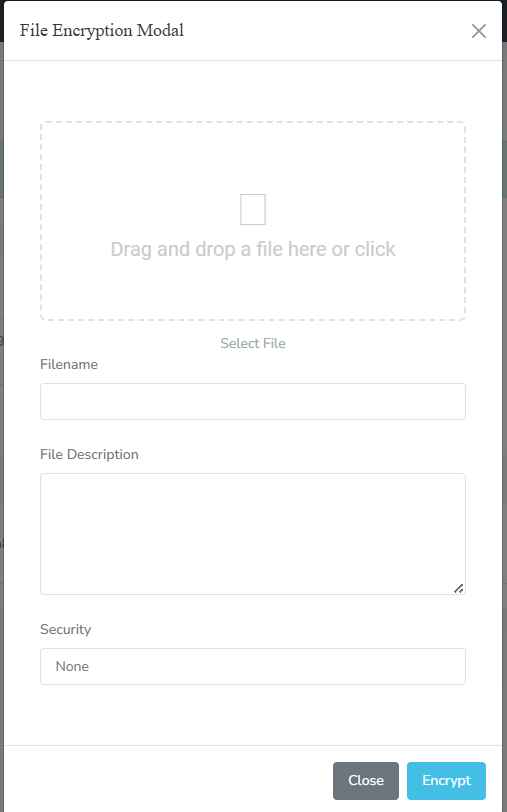 File Encryption Modal
Drag and drop a file here or click
Select File
Filename
File Description
Security
None
Close
Encrypt